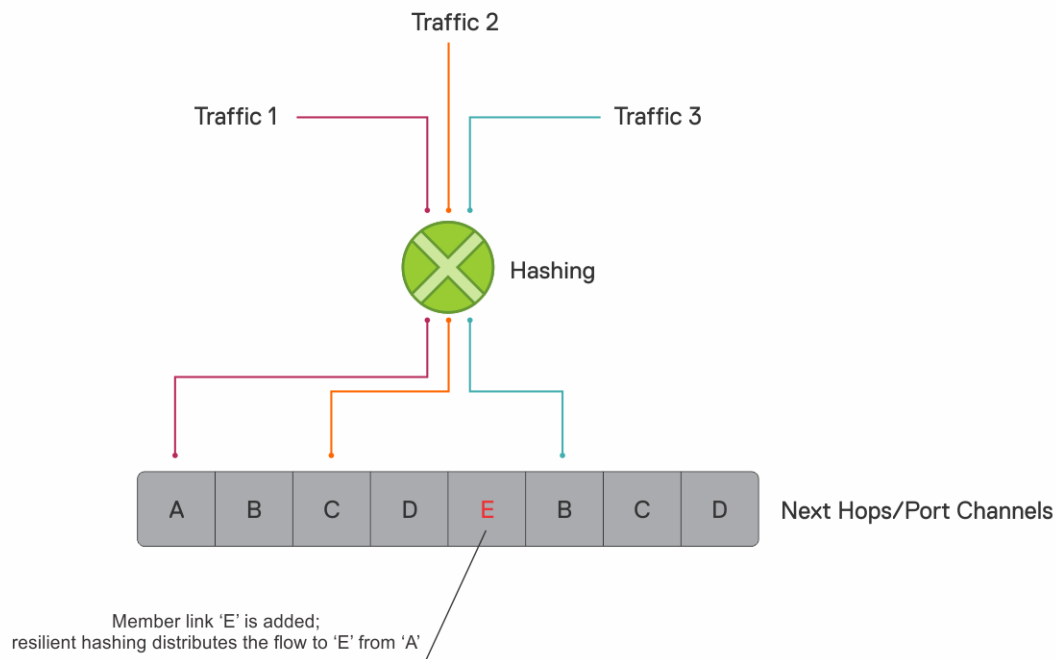 Traffic 2
Traffic 1
Traffic 3
Hashing
A B C D E B C D
Next Hops/Port Channels
Member link ‘E’ is added;
resilient hashing distributes the flow to ‘E’ from ‘A’